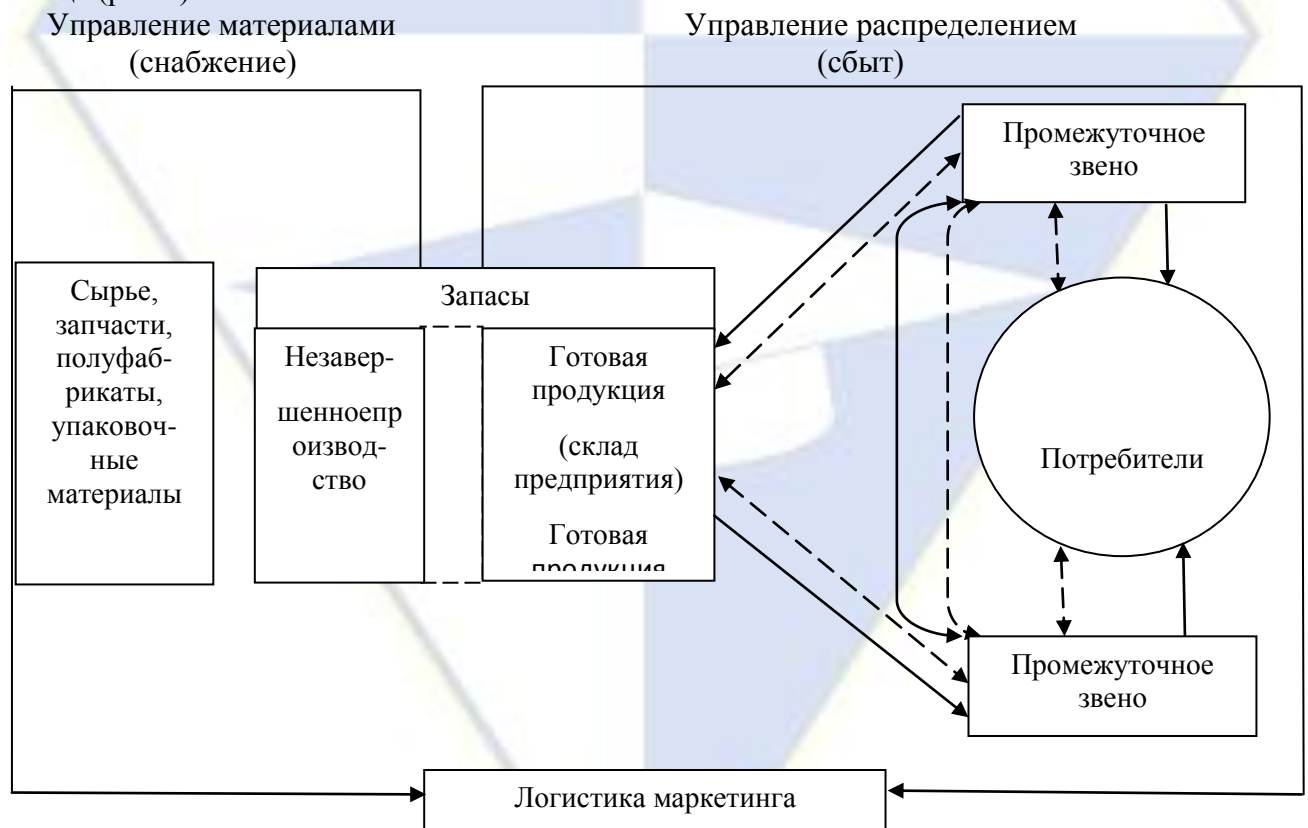 Управление материалами
(снабжение)
Управление распределением
(сбыт)
Промежуточное
звено
Сырье,
запчасти,
полуфаб-
рикаты,
упаковоч-
ные
материалы
Запасы
Незавер-
шенноепр
оизвод-
ство
Готовая
продукция
(склад
предприятия)
Готовая
продукция
Потребители
Промежуточное
звено
Логистика маркетинга